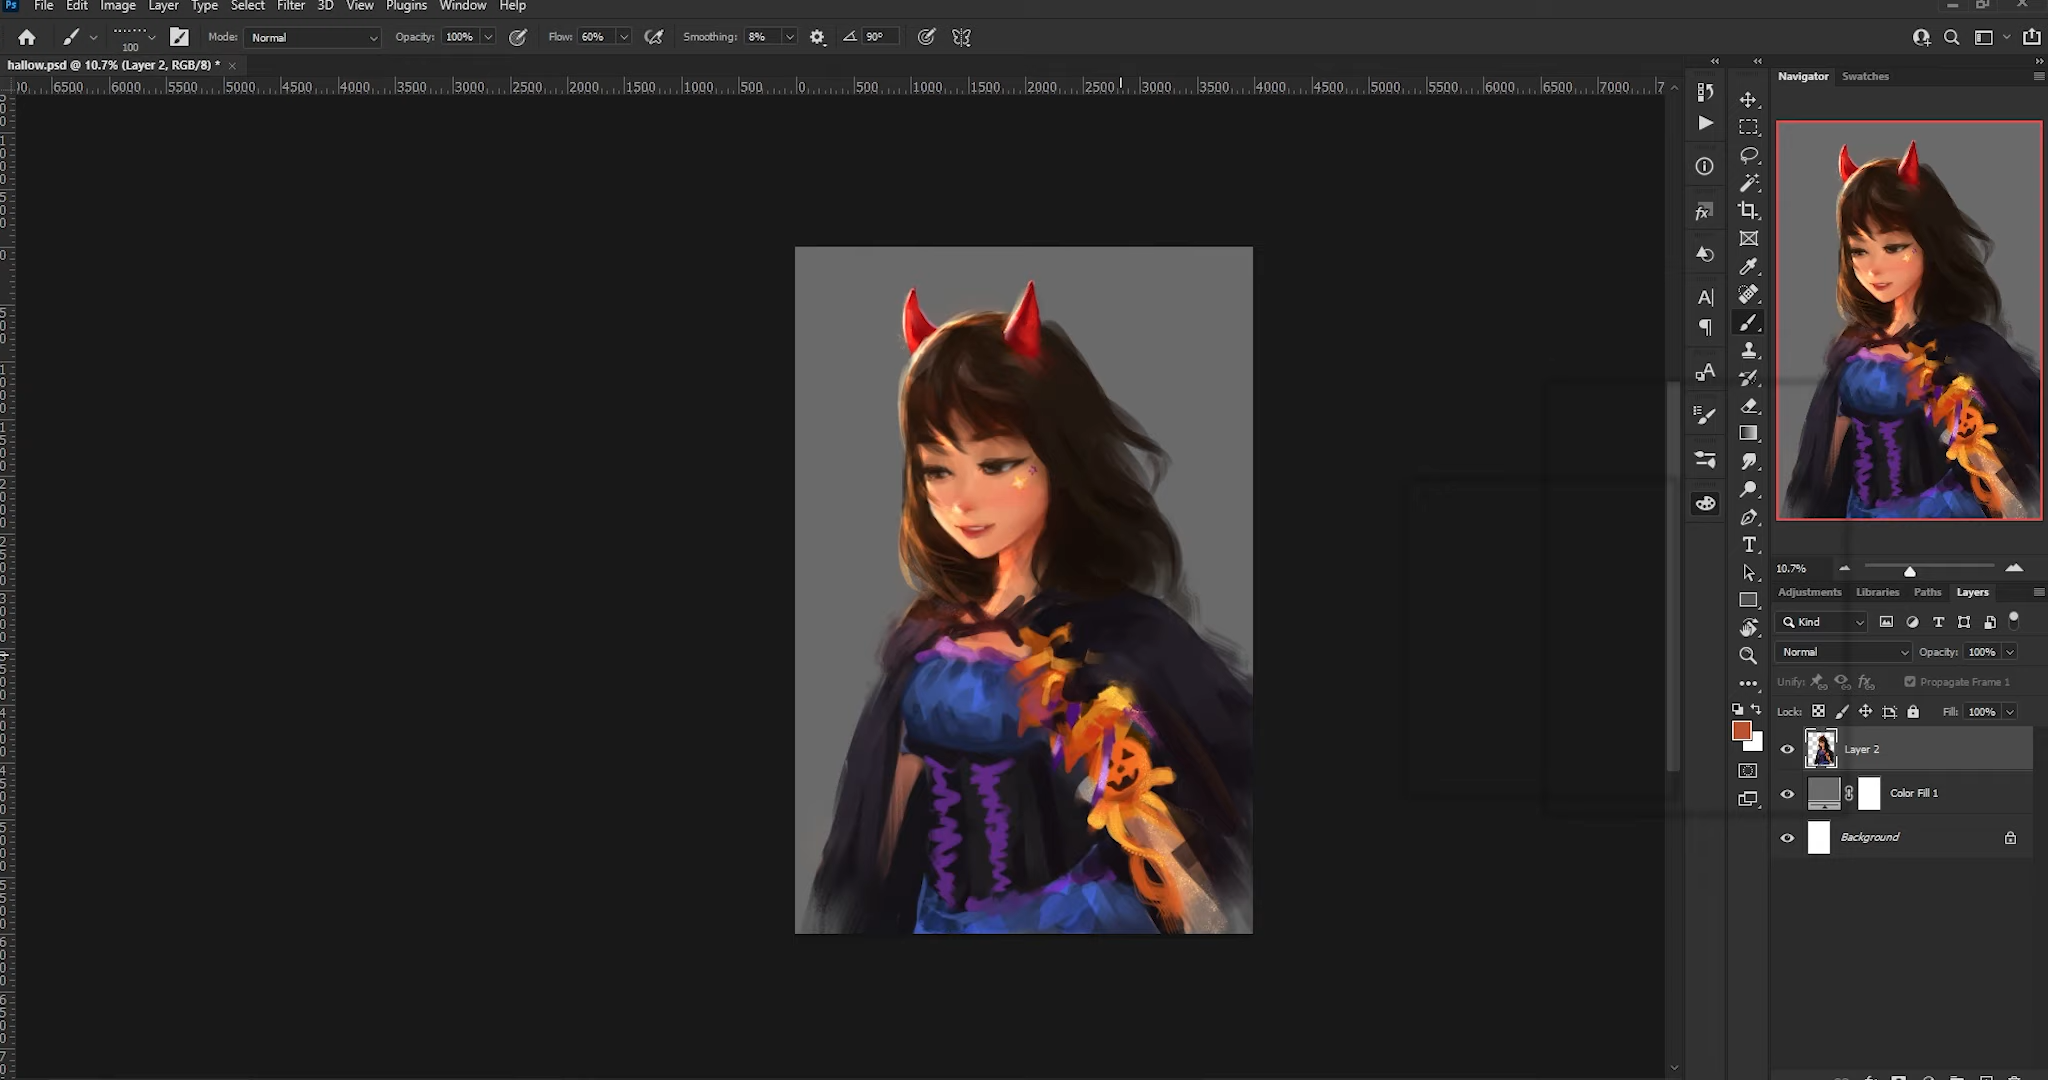 Ps File Edit Image Layer Type Select Filter 3D View Plugins Window Help
100 Mode: Normal Opacity: 100% Flow: 60% Smoothing: 8% 90°
hallow.psd @ 10.7% (Layer 2, RGB/8) *
6500 6000 5500 5000 4500 4000 3500 3000 2500 2000 1500 1000 500 0 500 1000 1500 2000 2500 3000 3500 4000 4500 5000 5500 6000 6500 7000 7
Navigator Swatches
10.7%
Adjustments Libraries Paths Layers
Kind
Normal Opacity: 100%
Unify: Propagate Frame 1
Lock: Fill: 100%
Layer 2
Color Fill 1
Background